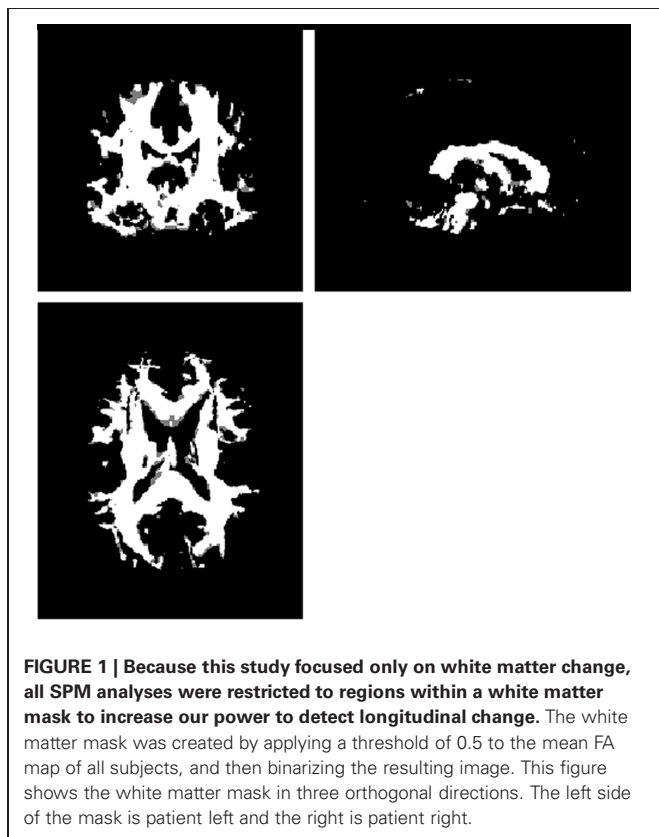 FIGURE 1 | Because this study focused only on white matter change,
all SPM analyses were restricted to regions within a white matter
mask to increase our power to detect longitudinal change. The white
matter mask was created by applying a threshold of 0.5 to the mean FA
map of all subjects, and then binarizing the resulting image. This figure
shows the white matter mask in three orthogonal directions. The left side
of the mask is patient left and the right is patient right.